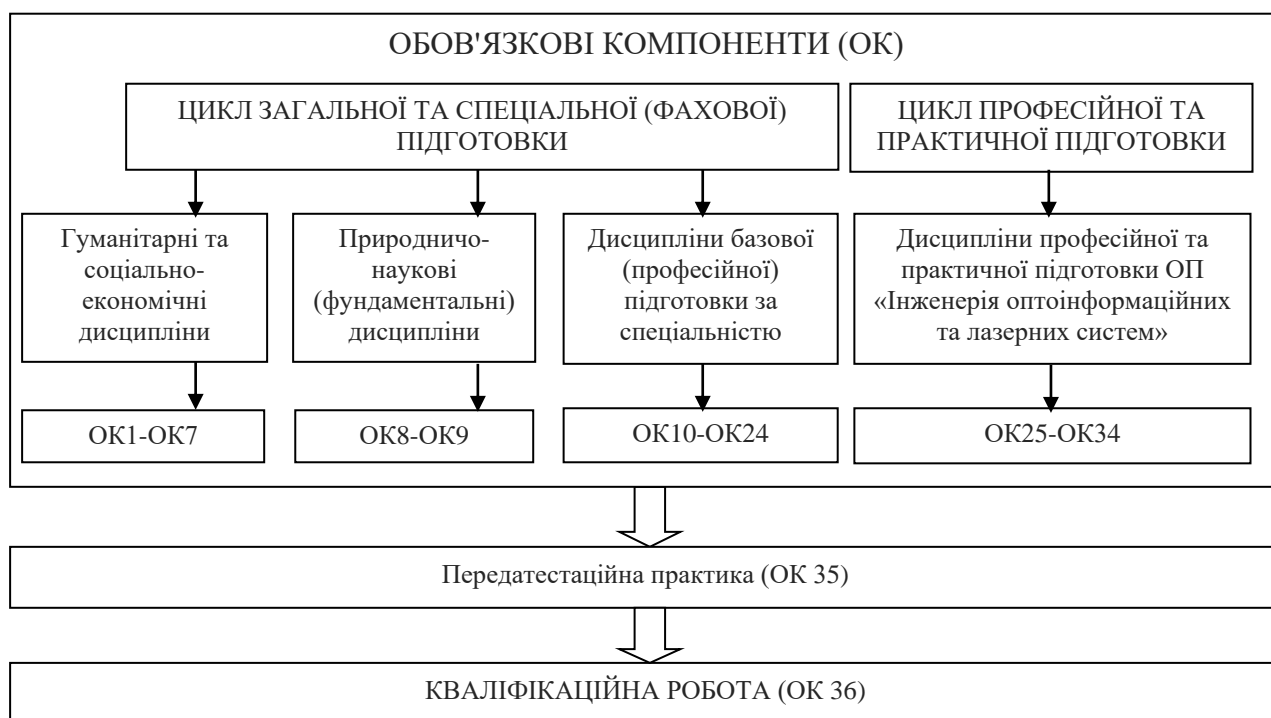 ОБОВ'ЯЗКОВІ КОМПОНЕНТИ (ОК)
ЦИКЛ ЗАГАЛЬНОЇ ТА СПЕЦІАЛЬНОЇ (ФАХОВОЇ)
ПІДГОТОВКИ
ЦИКЛ ПРОФЕСІЙНОЇ ТА
ПРАКТИЧНОЇ ПІДГОТОВКИ
Гуманітарні та
соціально-
економічні
дисципліни
Природничо-
наукові
(фундаментальні)
дисципліни
Дисципліни базової
(професійної)
підготовки за
спеціальністю
Дисципліни професійної та
практичної підготовки ОП
«Інженерія оптоінформаційних
та лазерних систем»
ОК1-ОК7
ОК8-ОК9
ОК10-ОК24
ОК25-ОК34
Передатестаційна практика (ОК 35)
КВАЛІФІКАЦІЙНА РОБОТА (ОК 36)